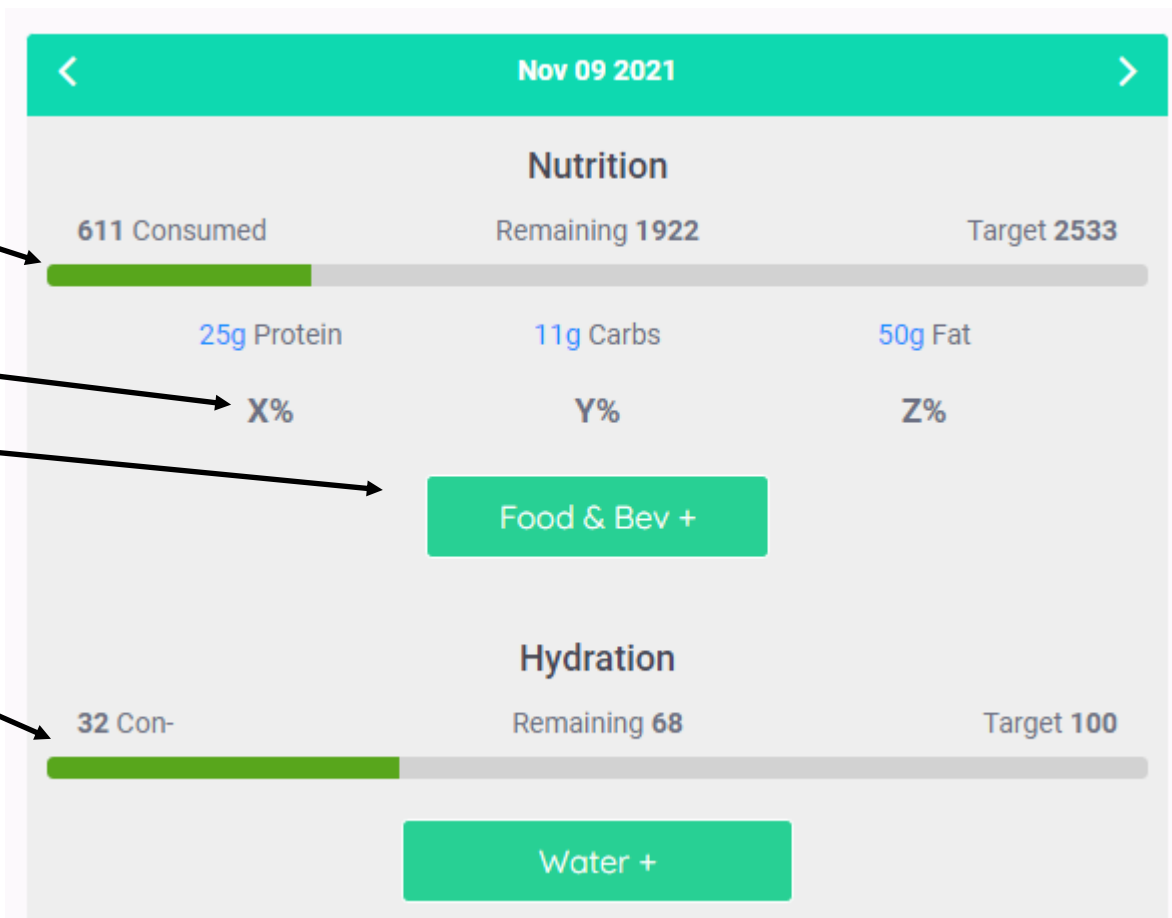 Nov 09 2021
Nutrition
611 Consumed Remaining 1922 Target 2533
25g Protein 11g Carbs 50g Fat
X% Y% Z%
Food & Bev +
Hydration
32 Con- Remaining 68 Target 100
Water +